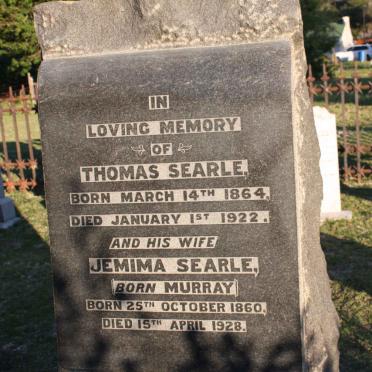 IN
LOVING MEMORY
OF
THOMAS SEARLE,
BORN MARCH 14TH 1864,
DIED JANUARY 1ST 1922.
AND HIS WIFE
JEMIMA SEARLE,
(BORN MURRAY)
BORN 25TH OCTOBER 1860,
DIED 15TH APRIL 1928.